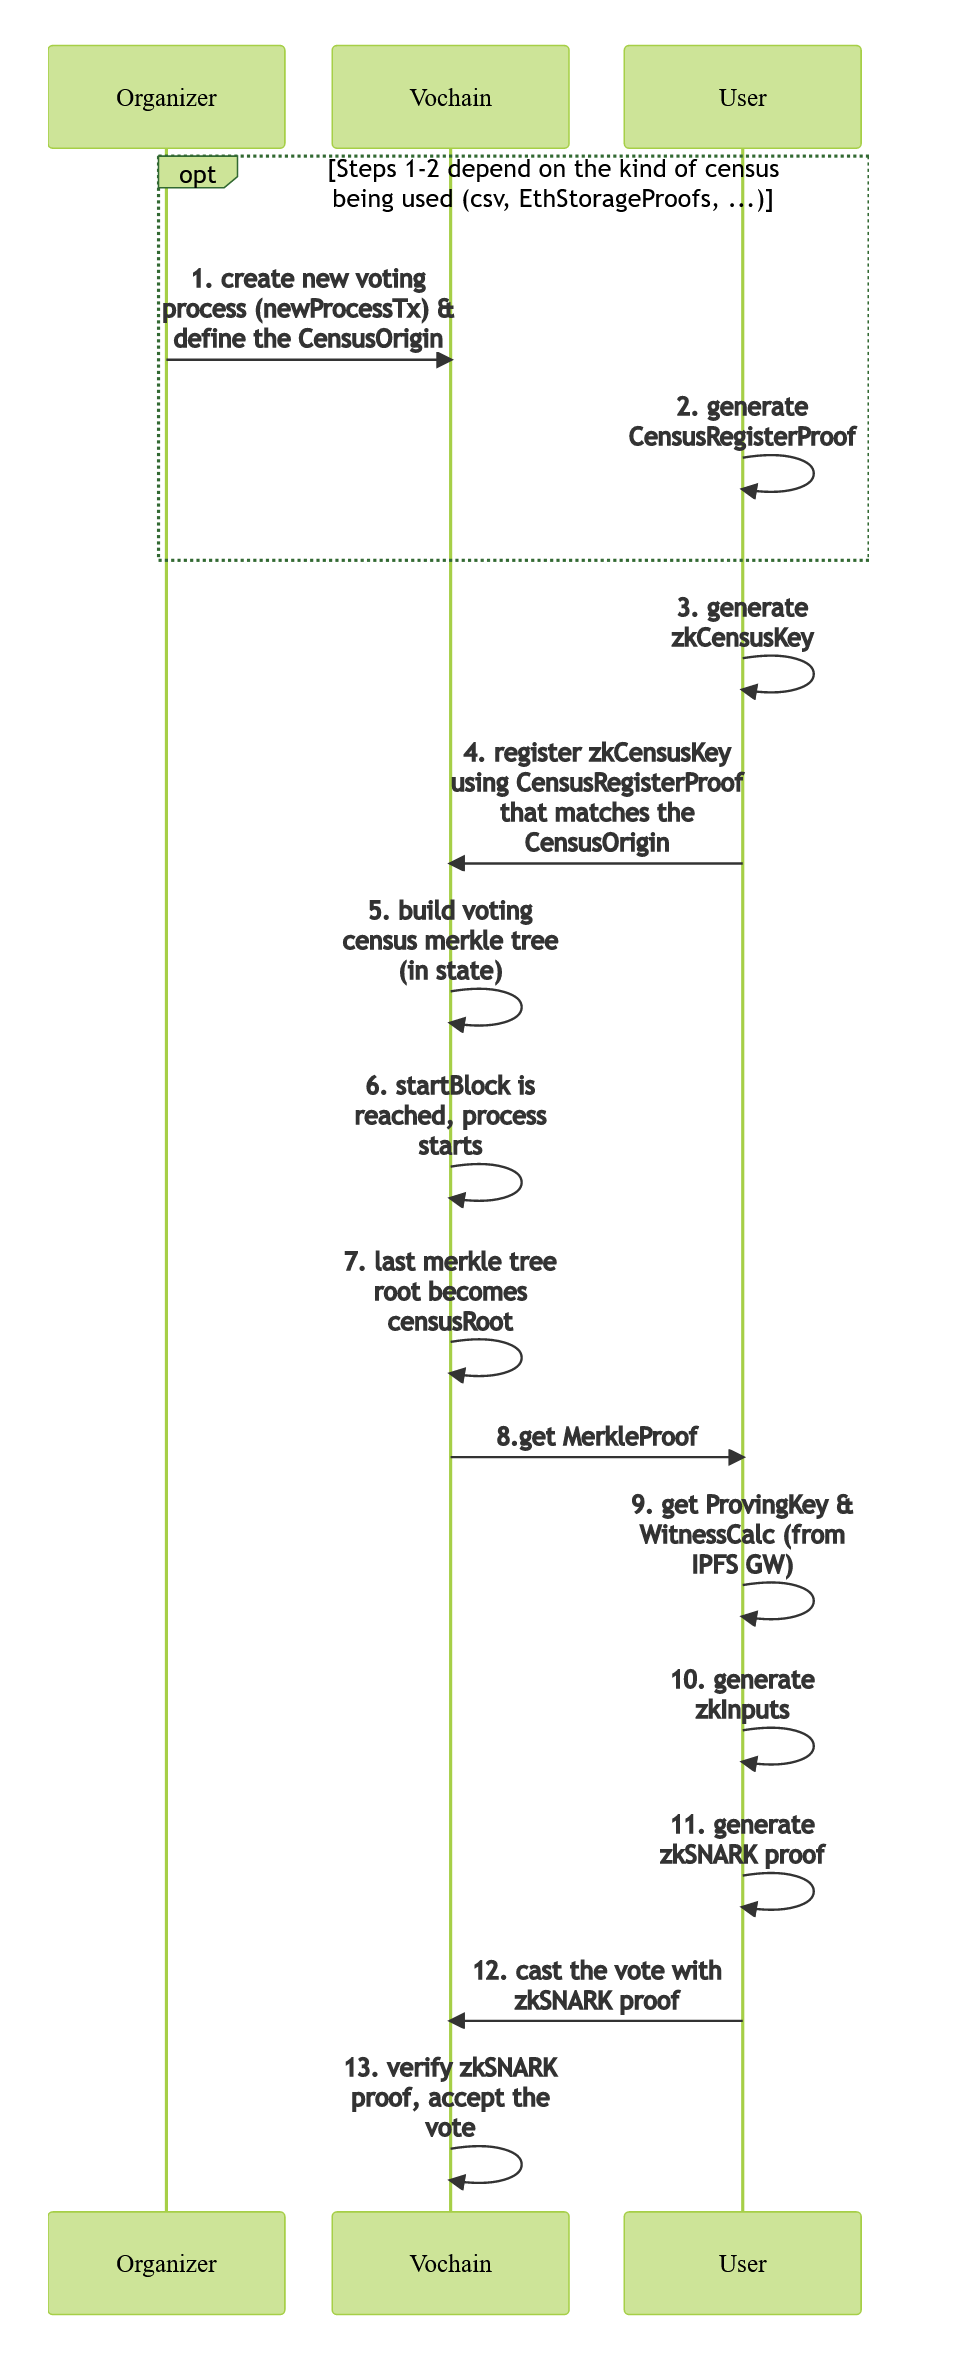 Organizer
Vochain
User
opt
[Steps 1-2 depend on the kind of census
being used (csv, EthStorageProofs, ...)]
1. create new voting
process (newProcessTx) &
define the CensusOrigin
2. generate
CensusRegisterProof
3. generate
zkCensusKey
4. register zkCensusKey
using CensusRegisterProof
that matches the
CensusOrigin
5. build voting
census merkle tree
(in state)
6. startBlock is
reached, process
starts
7. last merkle tree
root becomes
censusRoot
8.get MerkleProof
9. get ProvingKey &
WitnessCalc (from
IPFS GW)
10. generate
zkInputs
11. generate
zkSNARK proof
12. cast the vote with
zkSNARK proof
13. verify zkSNARK
proof, accept the
vote
Organizer
Vochain
User